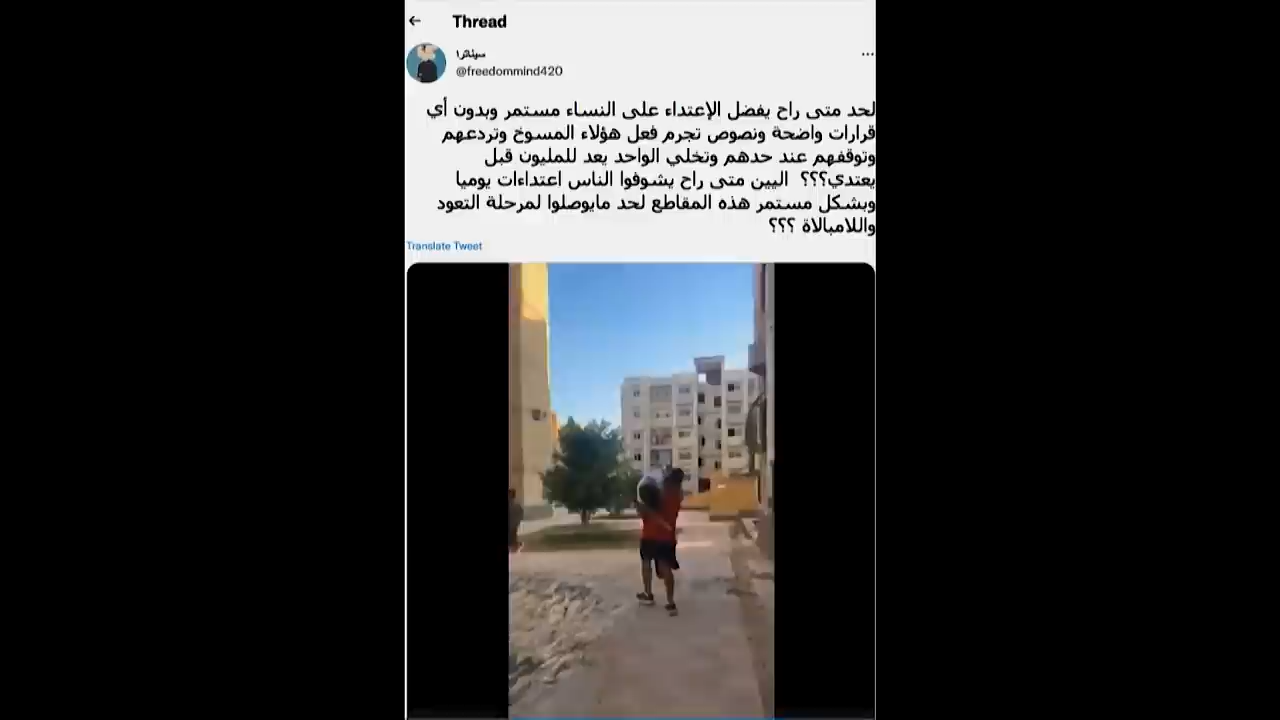 Thread
سيناترا
@freedommind420
لحد متى راح يفضل الإعتداء على النساء مستمر وبدون أي
قرارات واضحة ونصوص تجرم فعل هؤلاء المسوخ وتردعهم
وتوقفهم عند حدهم وتخلي الواحد يعد للمليون قبل
يعتدي؟؟؟ اليين متى راح يشوفوا الناس اعتداءات يوميا
وبشكل مستمر هذه المقاطع لحد مايوصلوا لمرحلة التعود
واللامبالاة ؟؟؟
Translate Tweet